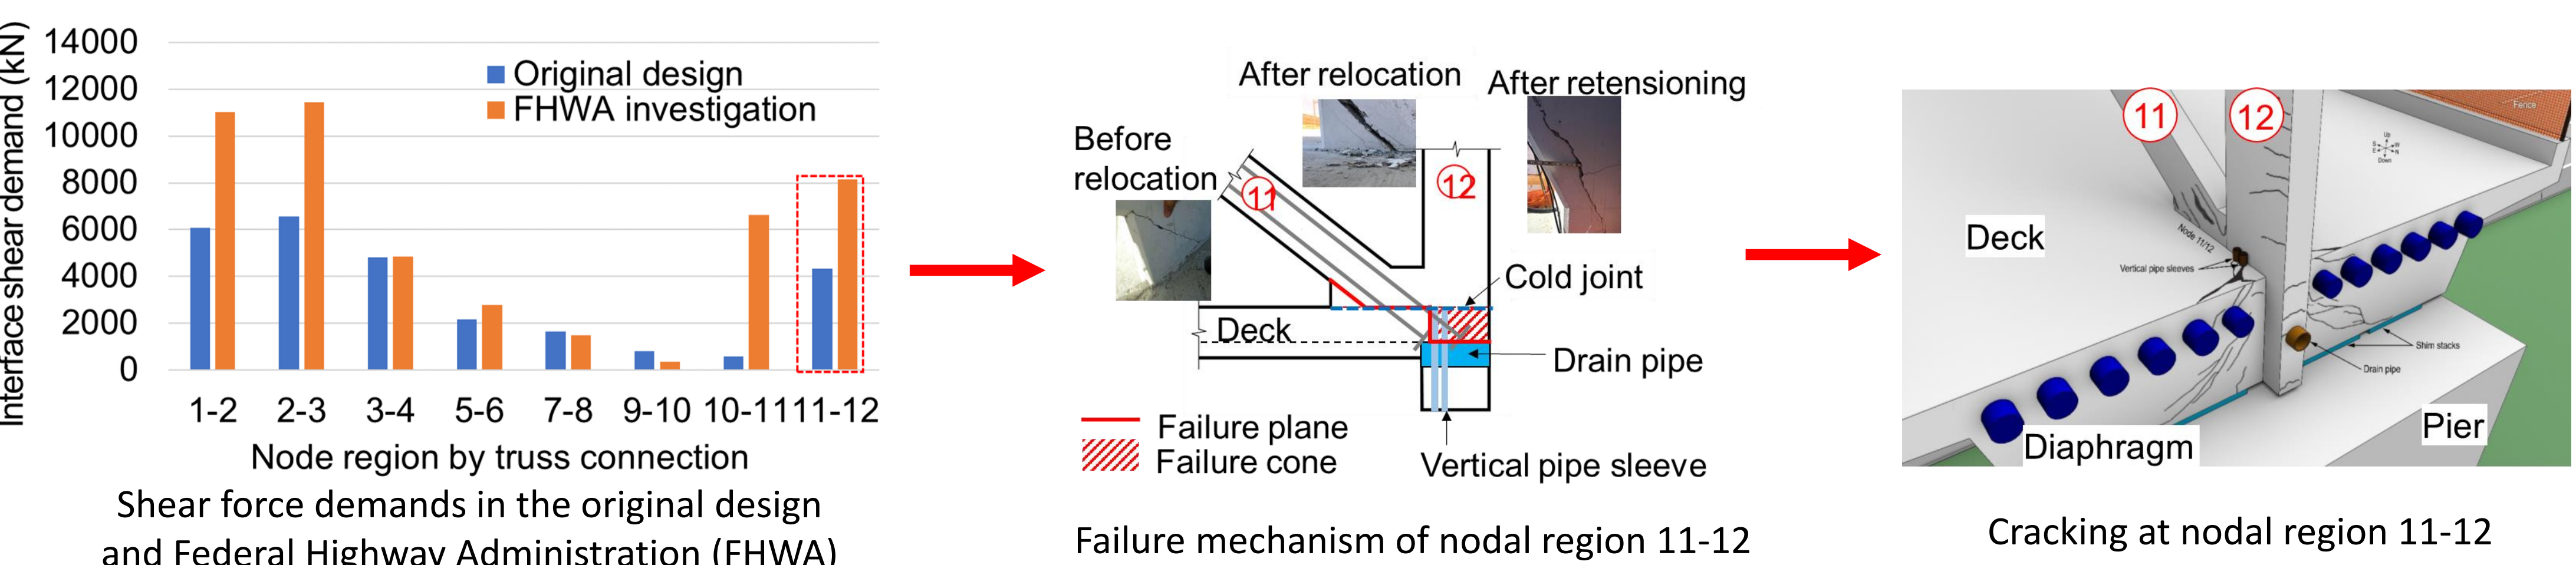 Interface shear demand (kN)
14000
12000
10000
8000
6000
4000
2000
0
Original design
FHWA investigation
1-2
2-3
3-4
5-6
7-8
9-10
10-11
11-12
Node region by truss connection
Shear force demands in the original design
and Federal Highway Administration (FHWA)
Before
relocation
After relocation
After retensioning
11
12
Cold joint
Deck
Drain pipe
Failure plane
Failure cone
Vertical pipe sleeve
Failure mechanism of nodal region 11-12
11
12
Fence
Up
Down
Deck
Node 11/12
Vertical pipe sleeves
Shim stacks
Drain pipe
Diaphragm
Pier
Cracking at nodal region 11-12